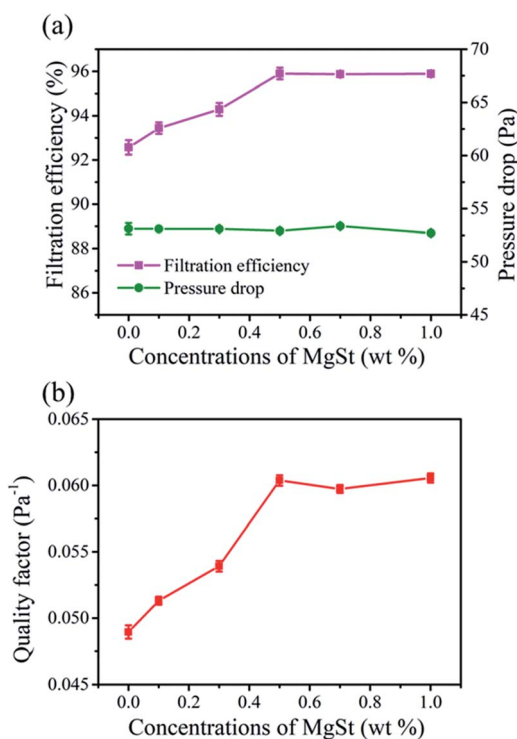 (a)
96
94
92
90
88
86
Filtration efficiency (%)
70
65
60
55
50
45
Pressure drop (Pa)
Filtration efficiency
Pressure drop
0.0 0.2 0.4 0.6 0.8 1.0
Concentrations of MgSt (wt %)
(b)
0.065
0.060
0.055
0.050
0.045
Quality factor (Pa⁻¹)
0.0 0.2 0.4 0.6 0.8 1.0
Concentrations of MgSt (wt %)